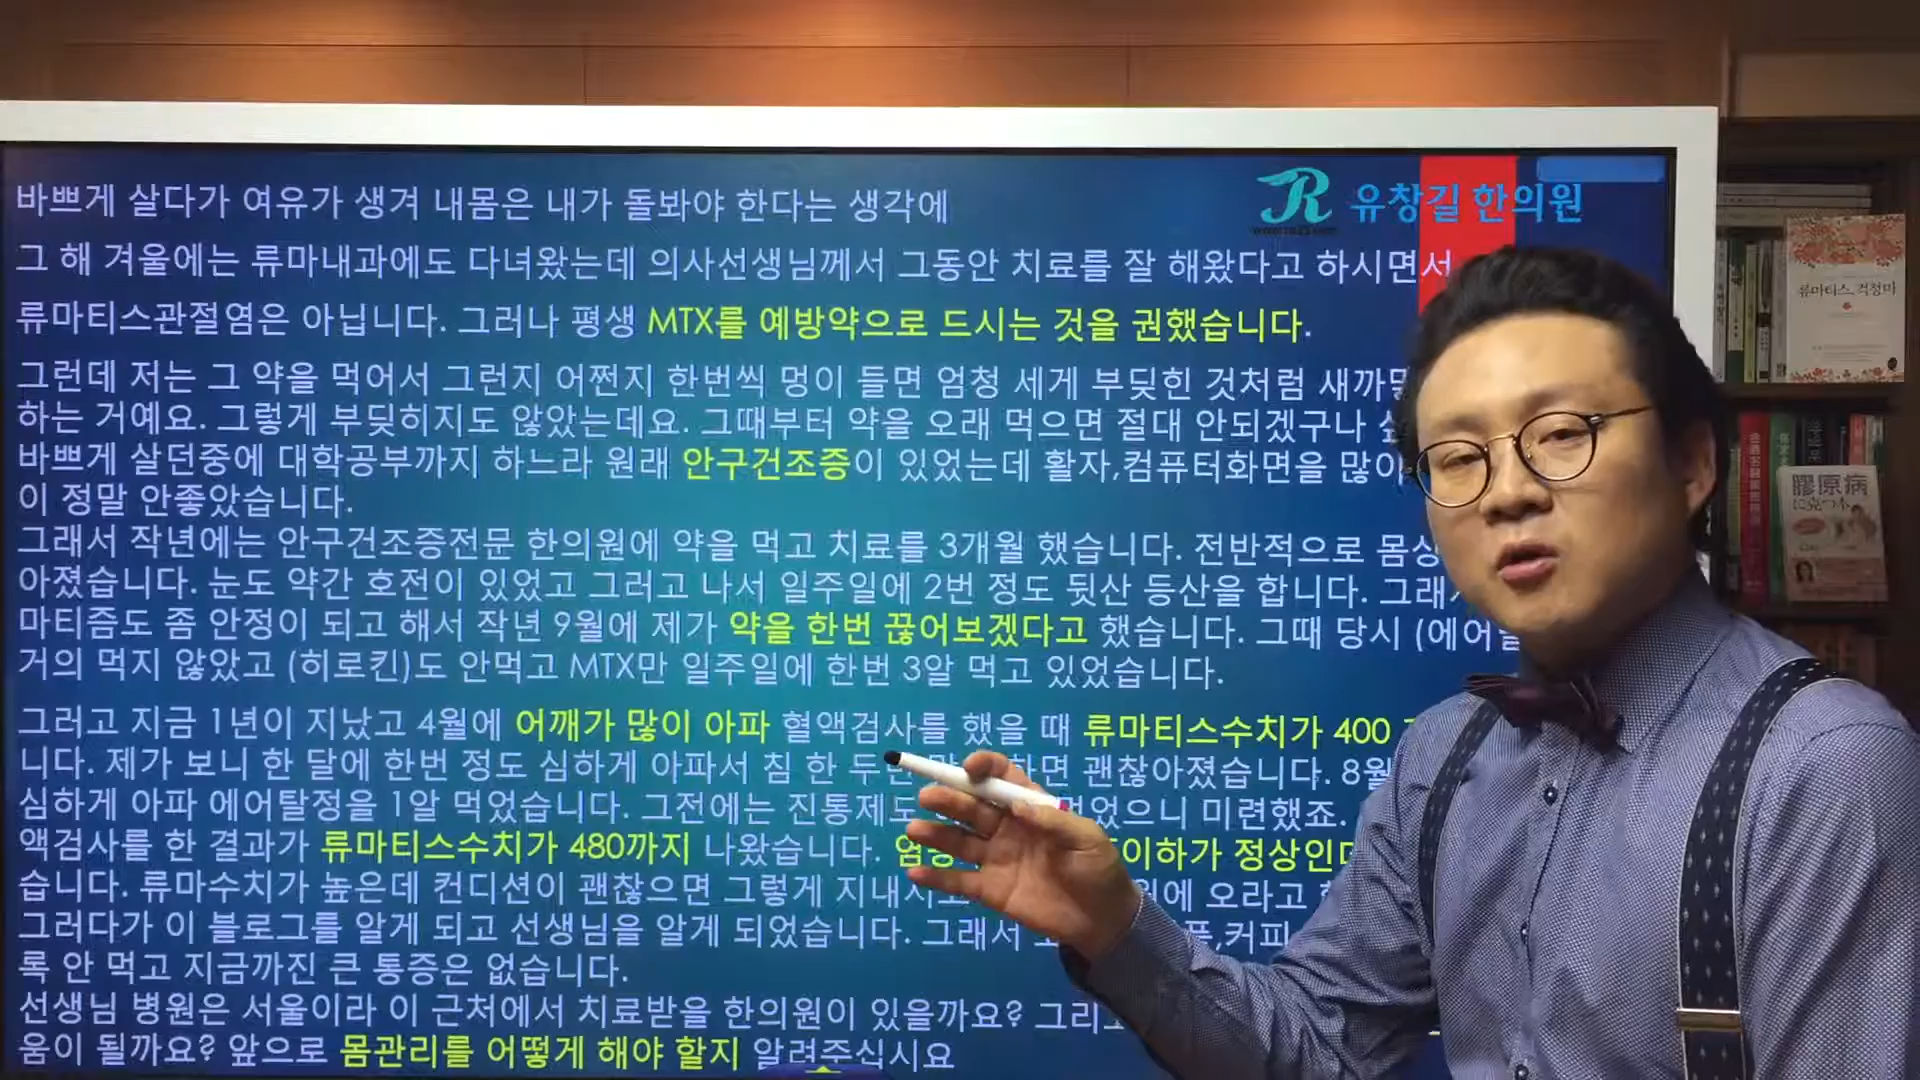 바쁘게 살다가 여유가 생겨 내몸은 내가 돌봐야 한다는 생각에
유창길 한의원
그 해 겨울에는 류마내과에도 다녀왔는데 의사선생님께서 그동안 치료를 잘 해왔다고 하시면서
류마티스관절염은 아닙니다. 그러나 평생 MTX를 예방약으로 드시는 것을 권했습니다.
그런데 저는 그 약을 먹어서 그런지 어쩐지 한번씩 멍이 들면 엄청 세게 부딪힌 것처럼
하는 거예요. 그렇게 부딪히지도 않았는데요. 그때부터 약을 오래 먹으면 절대 안되겠구나
바쁘게 살던중에 대학공부까지 하느라 원래 안구건조증이 있었는데 활자,컴퓨터화면을 많이
이 정말 안좋았습니다.
그래서 작년에는 안구건조증전문 한의원에 약을 먹고 치료를 3개월 했습니다. 전반적으로
아졌습니다. 눈도 약간 호전이 있었고 그러고 나서 일주일에 2번 정도 뒷산 등산을 합니다.
마티즘도 좀 안정이 되고 해서 작년 9월에 제가 약을 한번 끊어보겠다고 했습니다. 그때 당시
거의 먹지 않았고 (히로킨)도 안먹고 MTX만 일주일에 한번 3알 먹고 있었습니다.
그러고 지금 1년이 지났고 4월에 어깨가 많이 아파 혈액검사를 했을 때 류마티스수치가 400
니다. 제가 보니 한 달에 한번 정도 심하게 아파서 침 한 하면 괜찮아졌습니다. 8월
심하게 아파 에어탈정을 1알 먹었습니다. 그전에는 미련했죠.
액검사를 한 결과가 류마티스수치가 480까지 나왔습니다. 정상인데
습니다. 류마수치가 높은데 컨디션이 괜찮으면 그렇게 오라고
그러다가 이 블로그를 알게 되고 선생님을 알게 되었습니다. 그래서
록 안 먹고 지금까진 큰 통증은 없습니다.
선생님 병원은 서울이라 이 근처에서 치료받을 한의원이 있을까요?
움이 될까요? 앞으로 몸관리를 어떻게 해야 할지 알려주십시요
류마티스, 걱정마
膠原病